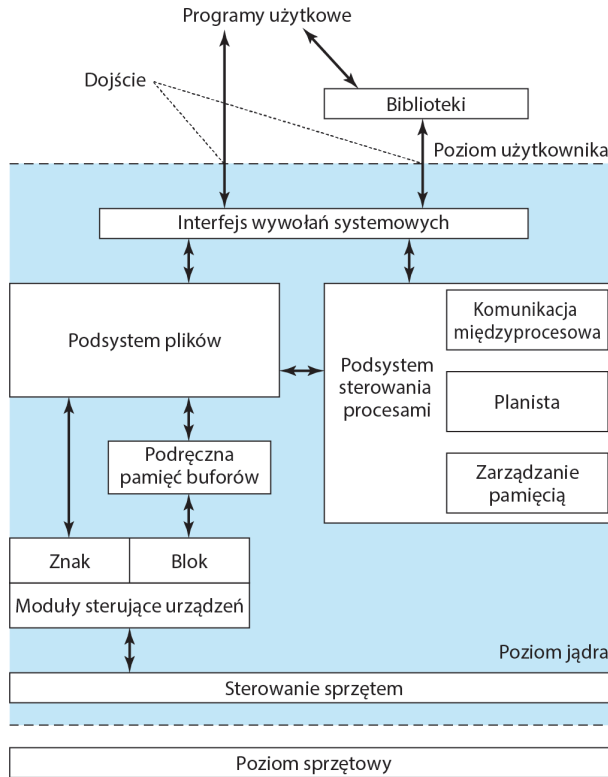 Programy użytkowe
Dojście
Biblioteki
Poziom użytkownika
Interfejs wywołań systemowych
Podsystem plików
Podsystem
sterowania
procesami
Komunikacja
międzyprocesowa
Planista
Zarządzanie
pamięcią
Podręczna
pamięć buforów
Znak
Blok
Moduły sterujące urządzeń
Poziom jądra
Sterowanie sprzętem
Poziom sprzętowy